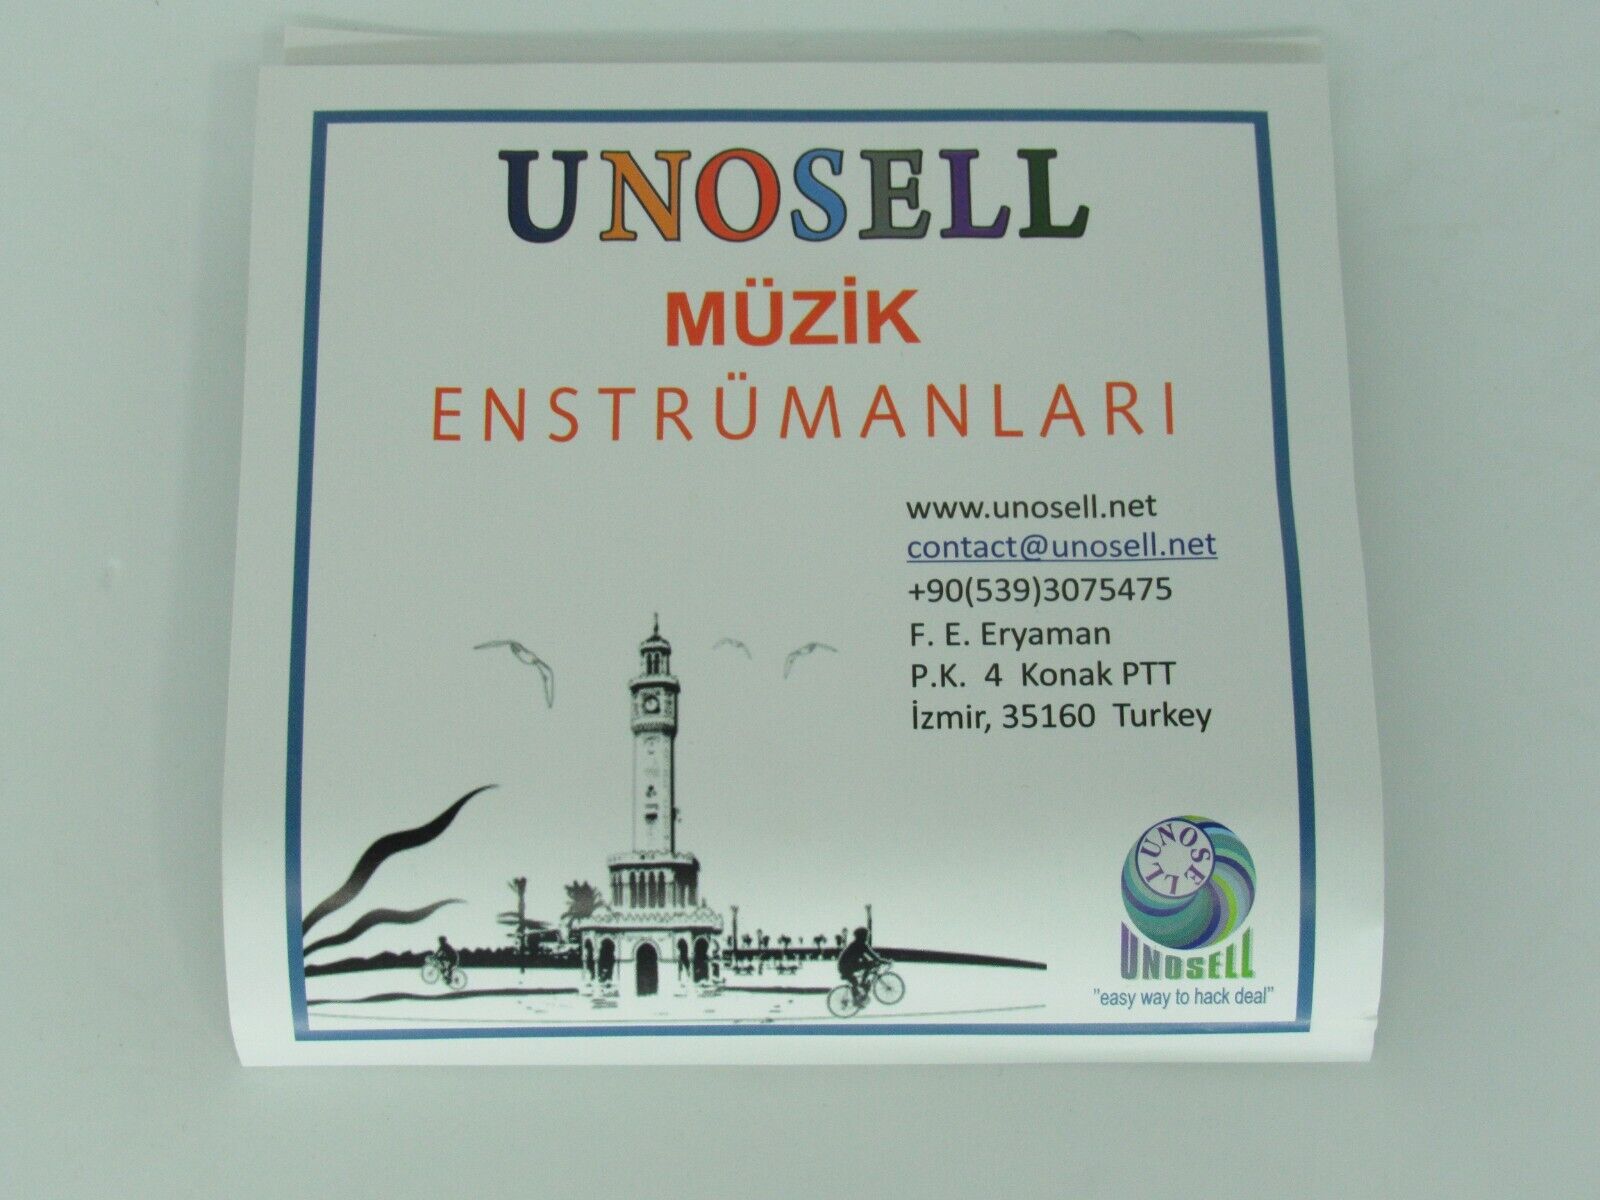 UNOSELL
MÜZİK
ENSTRÜMANLARI
www.unosell.net
contact@unosell.net
+90(539)3075475
F. E. Eryaman
P.K. 4 Konak PTT
İzmir, 35160 Turkey
UNOSELL
UNOSELL
"easy way to hack deal"